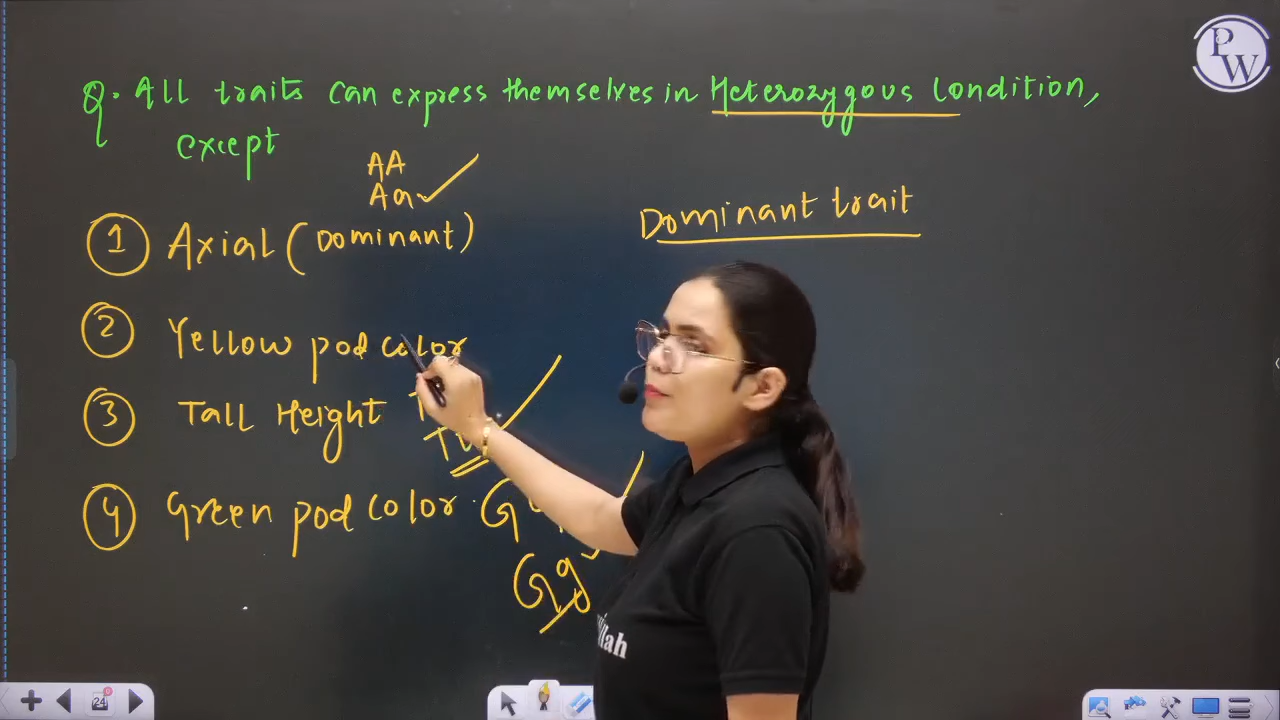 Q. All traits can express themselves in Heterozygous Condition,
except
AA
Aa
1 Axial (Dominant)
Dominant trait
2 Yellow pod color
3 Tall Height T
4 Green pod color G
Gg
PW
24